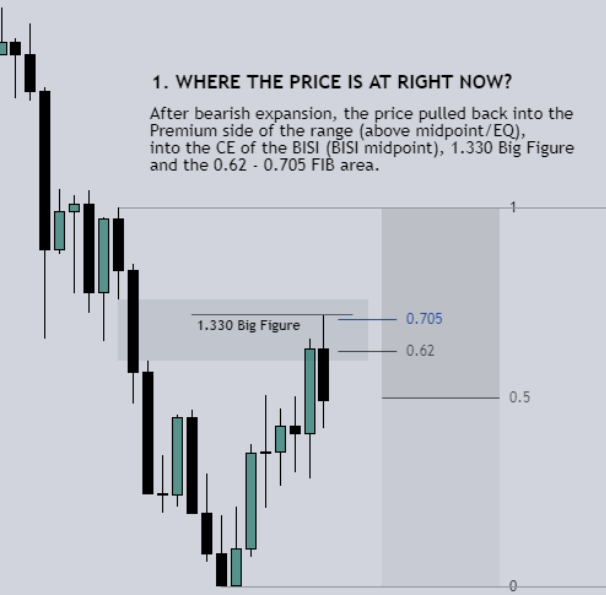 1. WHERE THE PRICE IS AT RIGHT NOW?
After bearish expansion, the price pulled back into the
Premium side of the range (above midpoint/EQ),
into the CE of the BISI (BISI midpoint), 1.330 Big Figure
and the 0.62 - 0.705 FIB area.
1
1.330 Big Figure
0.705
0.62
0.5
0